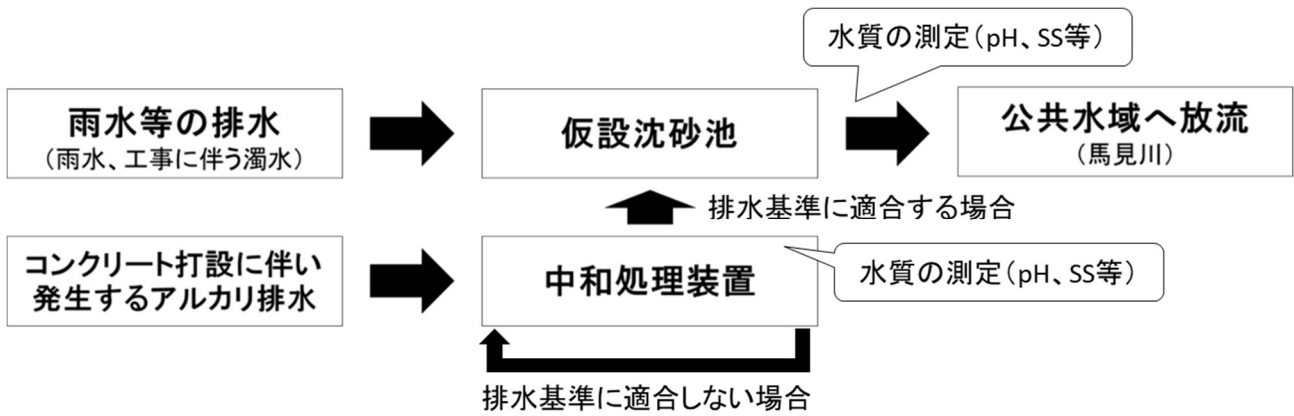 水質の測定(pH、SS等)
雨水等の排水
(雨水、工事に伴う濁水)
仮設沈砂池
公共水域へ放流
(馬見川)
排水基準に適合する場合
コンクリート打設に伴い
発生するアルカリ排水
中和処理装置
水質の測定(pH、SS等)
排水基準に適合しない場合